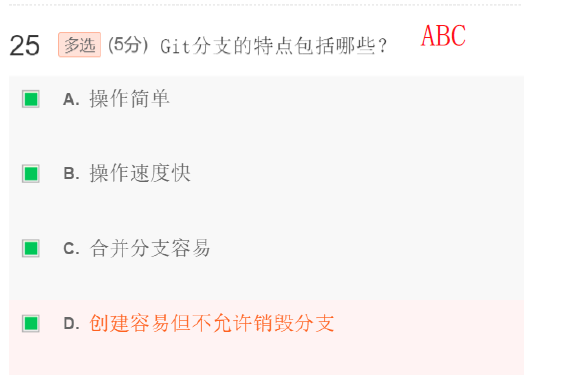 25 多选 (5分) Git分支的特点包括哪些? ABC
A. 操作简单
B. 操作速度快
C. 合并分支容易
D. 创建容易但不允许销毁分支